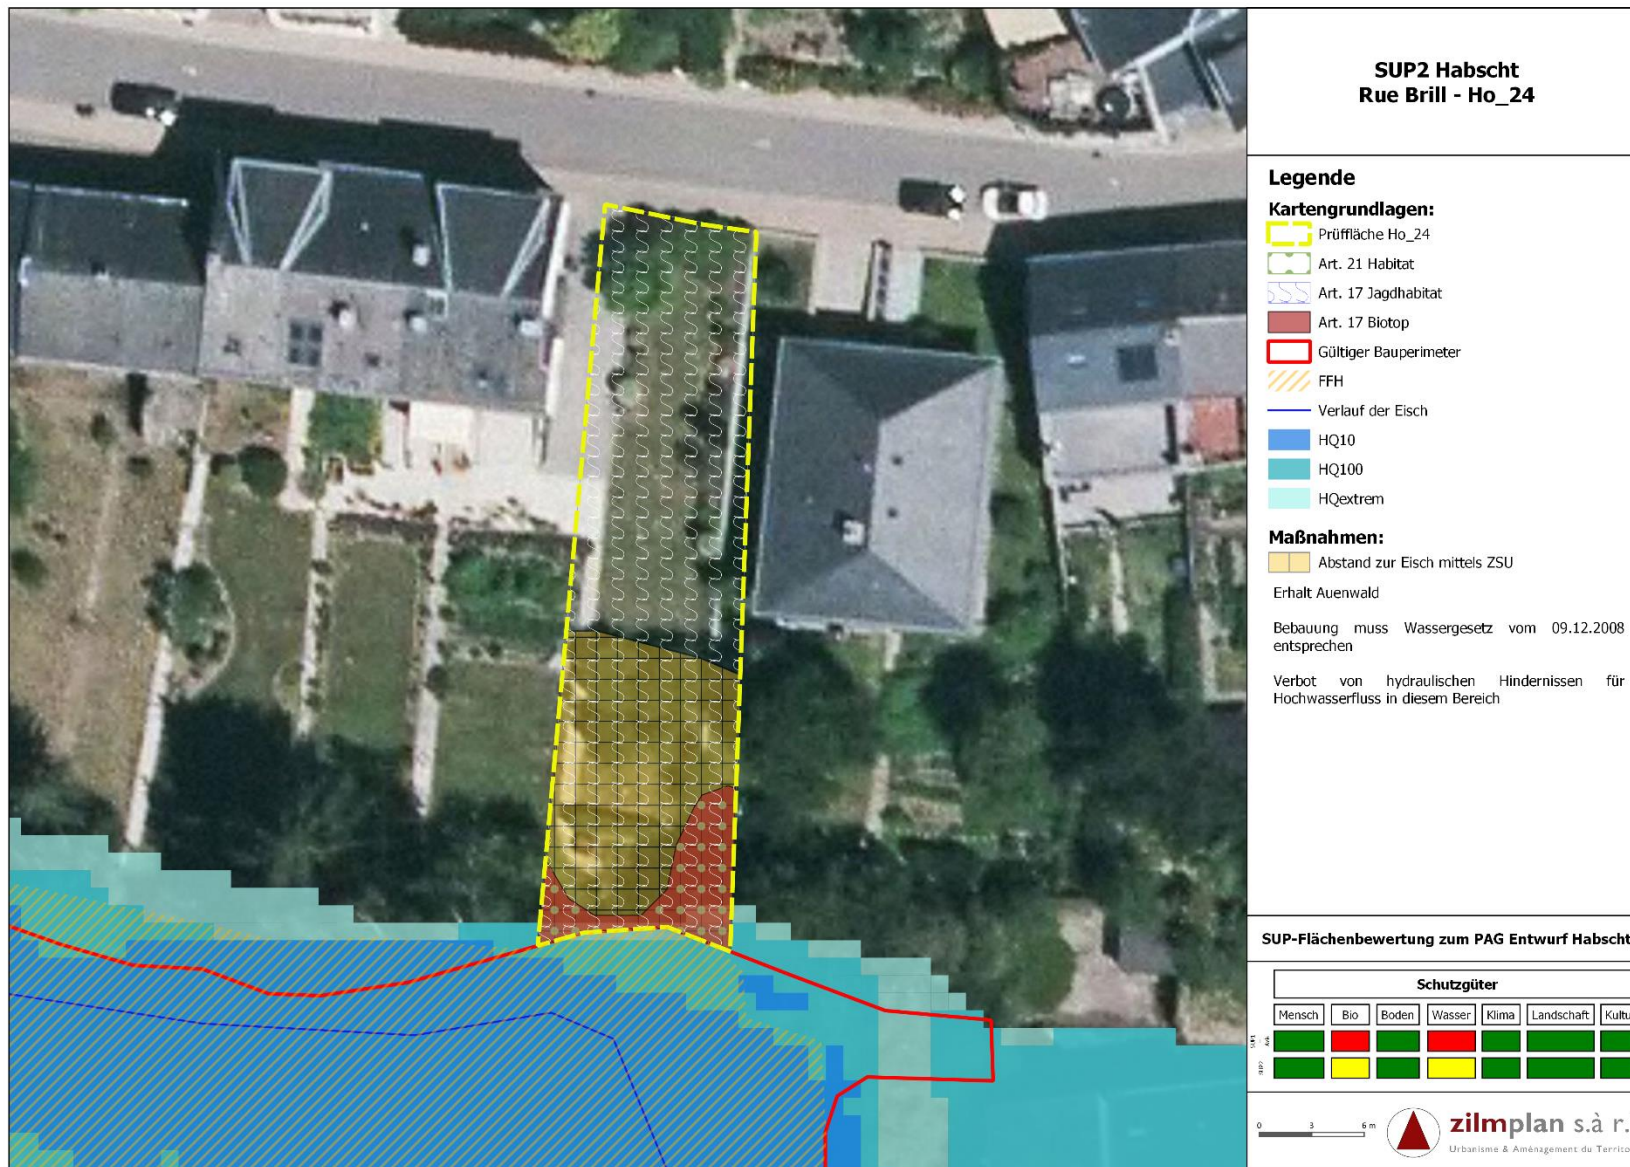 SUP2 Habscht
Rue Brill - Ho_24
Legende
Kartengrundlagen:
Prüffläche Ho_24
Art. 21 Habitat
Art. 17 Jagdhabitat
Art. 17 Biotop
Gültiger Bauperimeter
FFH
Verlauf der Eisch
HQ10
HQ100
HQextrem
Maßnahmen:
Abstand zur Eisch mittels ZSU
Erhalt Auenwald
Bebauung muss Wassergesetz vom 09.12.2008
entsprechen
Verbot von hydraulischen Hindernissen für
Hochwasserfluss in diesem Bereich
SUP-Flächenbewertung zum PAG Entwurf Habscht
Schutzgüter
Mensch Bio Boden Wasser Klima Landschaft Kultu
SUP2
0 3 6 m
zilmplan s.à r.
Urbanisme & Aménagement du Territo